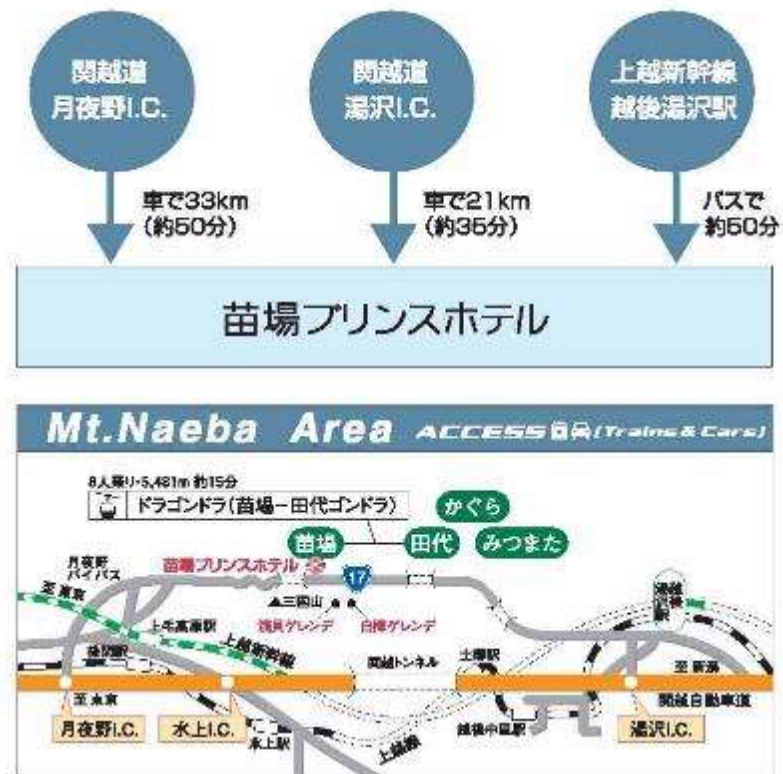 関越道
月夜野I.C.
関越道
湯沢I.C.
上越新幹線
越後湯沢駅
車で33km
(約50分)
車で21km
(約35分)
バスで
約50分
苗場プリンスホテル
Mt.Naeba Area ACCESS (Trains & Cars)
8人乗り・5,481m 約15分
ドラゴンドラ(苗場−田代ゴンドラ)
かぐら
苗場
田代
みつまた
月夜野
バイパス
苗場プリンスホテル
17
至東京
▲三国山
上毛高原駅
浅貝ゲレンデ
白樺ゲレンデ
上越新幹線
後閑駅
関越トンネル
土樽駅
至新潟
至東京
関越自動車道
月夜野I.C.
水上I.C.
水上駅
上越線
越後中里駅
湯沢I.C.